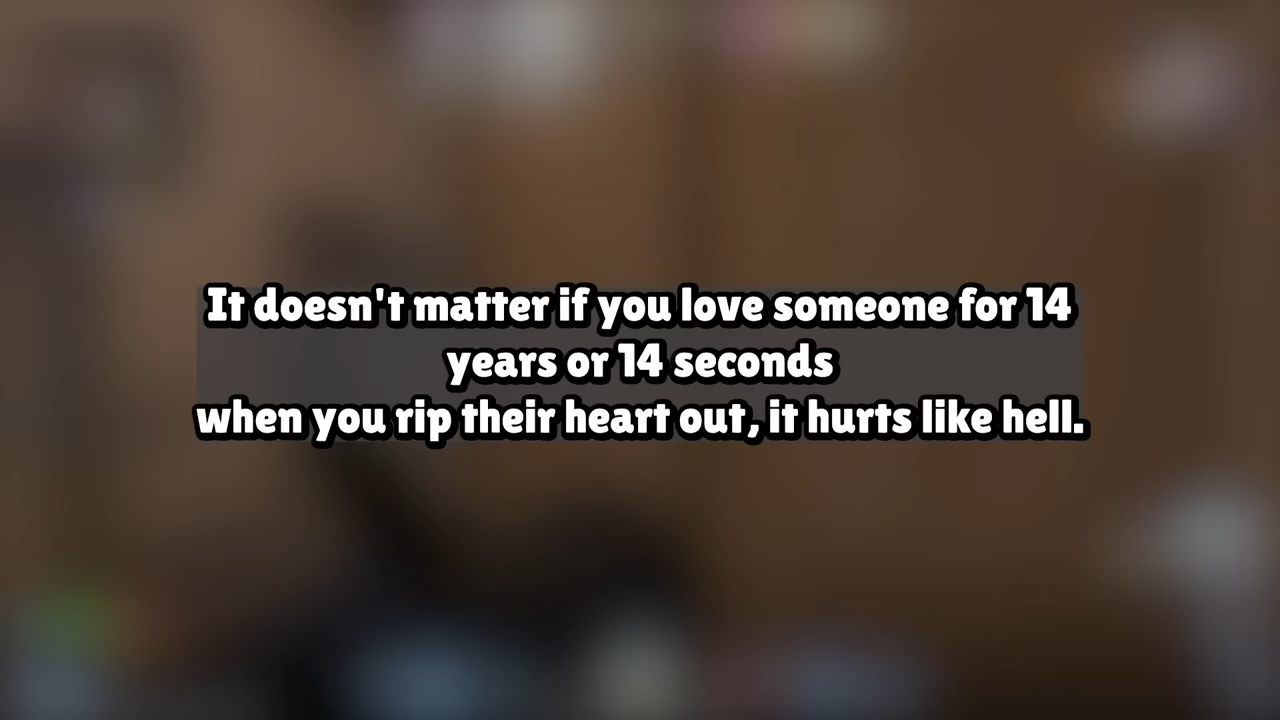 It doesn't matter if you love someone for 14
years or 14 seconds
when you rip their heart out, it hurts like hell.